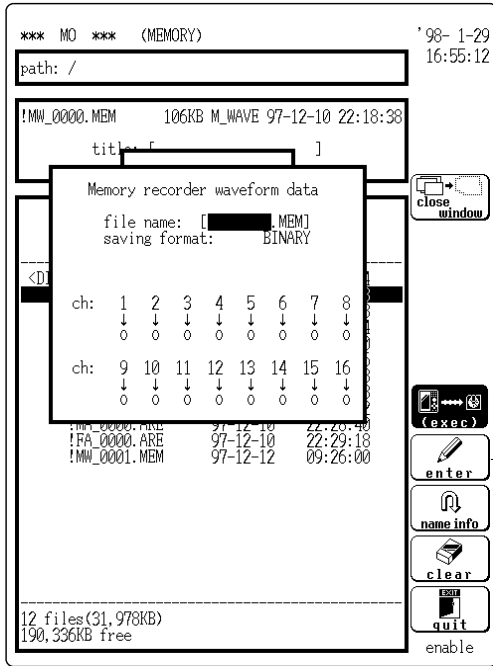 *** MO *** (MEMORY)
'98- 1-29
16:55:12
path: /
!MW_0000.MEM 106KB M_WAVE 97-12-10 22:18:38
[ ]
Memory recorder waveform data
file name: [ .MEM]
saving format: BINARY
ch: 1 2 3 4 5 6 7 8
↓ ↓ ↓ ↓ ↓ ↓ ↓ ↓
0 0 0 0 0 0 0 0
ch: 9 10 11 12 13 14 15 16
↓ ↓ ↓ ↓ ↓ ↓ ↓ ↓
0 0 0 0 0 0 0 0
!FA_0000.ARE 97-12-10 22:29:18
!MW_0001.MEM 97-12-12 09:26:00
12 files(31,978KB)
190,336KB free
close
window
(exec)
enter
name info
clear
EXIT
quit
enable